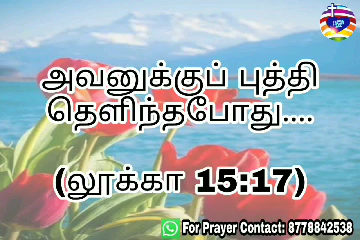 அவனுக்குப் புத்தி
தெளிந்தபோது....
(லூக்கா 15:17)
For Prayer Contact: 8778842538